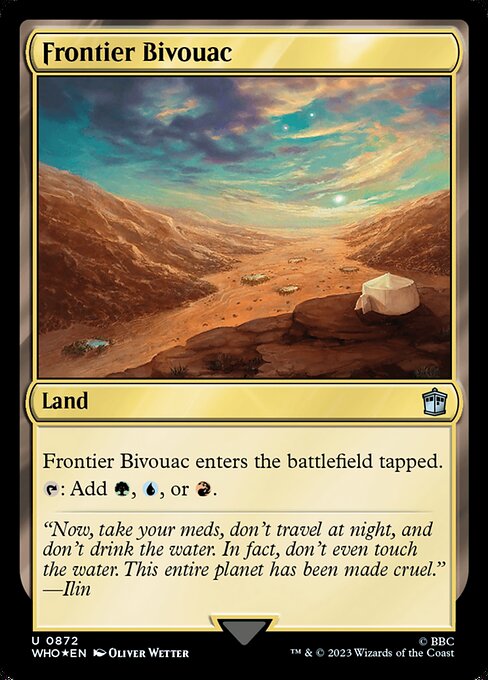 Frontier Bivouac
Land
Frontier Bivouac enters the battlefield tapped.
: Add , , or .
“Now, take your meds, don’t travel at night, and
don’t drink the water. In fact, don’t even touch
the water. This entire planet has been made cruel.”
—Ilin
U 0872
WHO★EN Oliver Wetter
© BBC
™ & © 2023 Wizards of the Coast